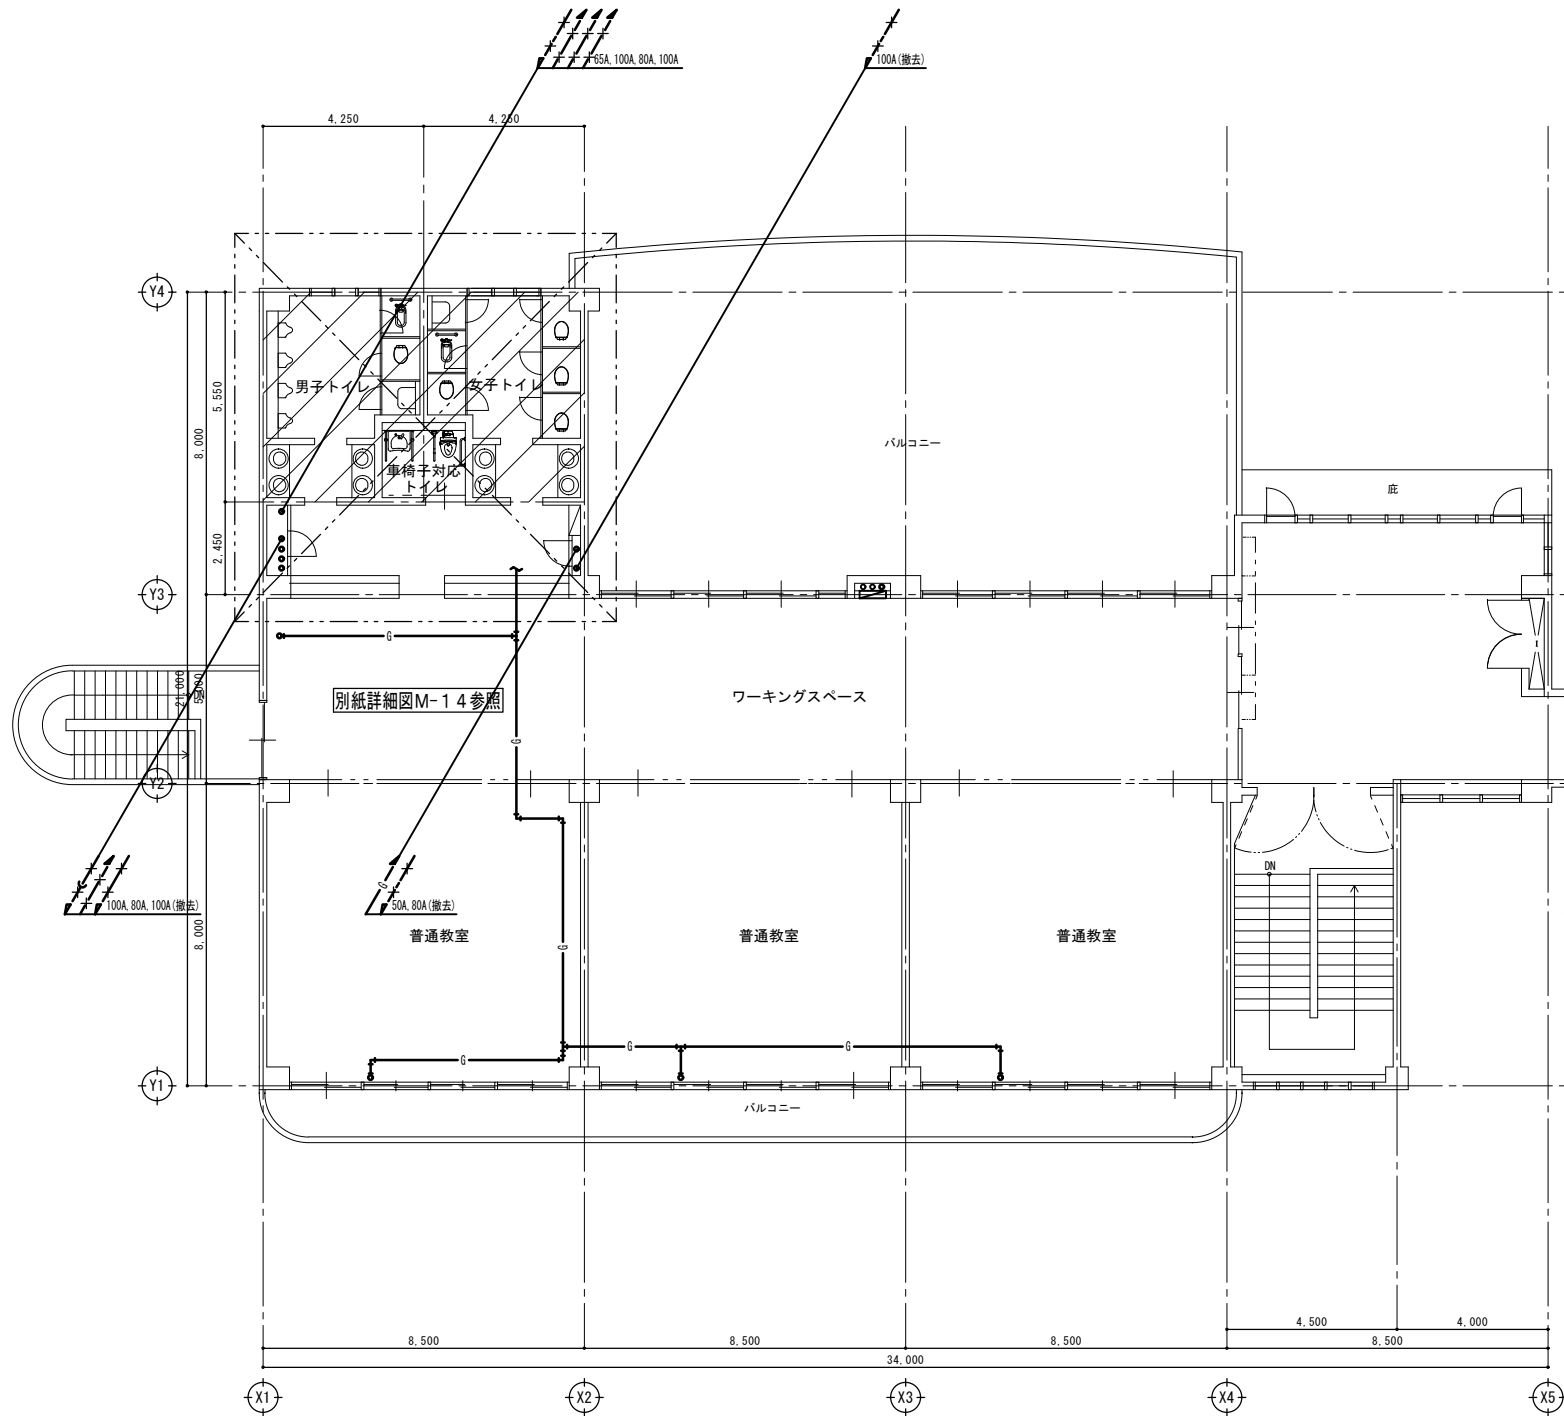 65A, 100A, 80A, 100A
100A(撤去)
4,250
4,250
Y4
男子トイレ
女子トイレ
5,550
8,000
バルコニー
車椅子対応
トイレ
庇
2,450
Y3
G
別紙詳細図M-14参照
ワーキングスペース
21,000
DN
G
Y2
DN
G
100A, 80A, 100A(撤去)
50A, 80A(撤去)
8,000
普通教室
普通教室
普通教室
G
G
G
G
Y1
バルコニー
4,500
4,000
8,500
8,500
8,500
8,500
34,000
X1
X2
X3
X4
X5